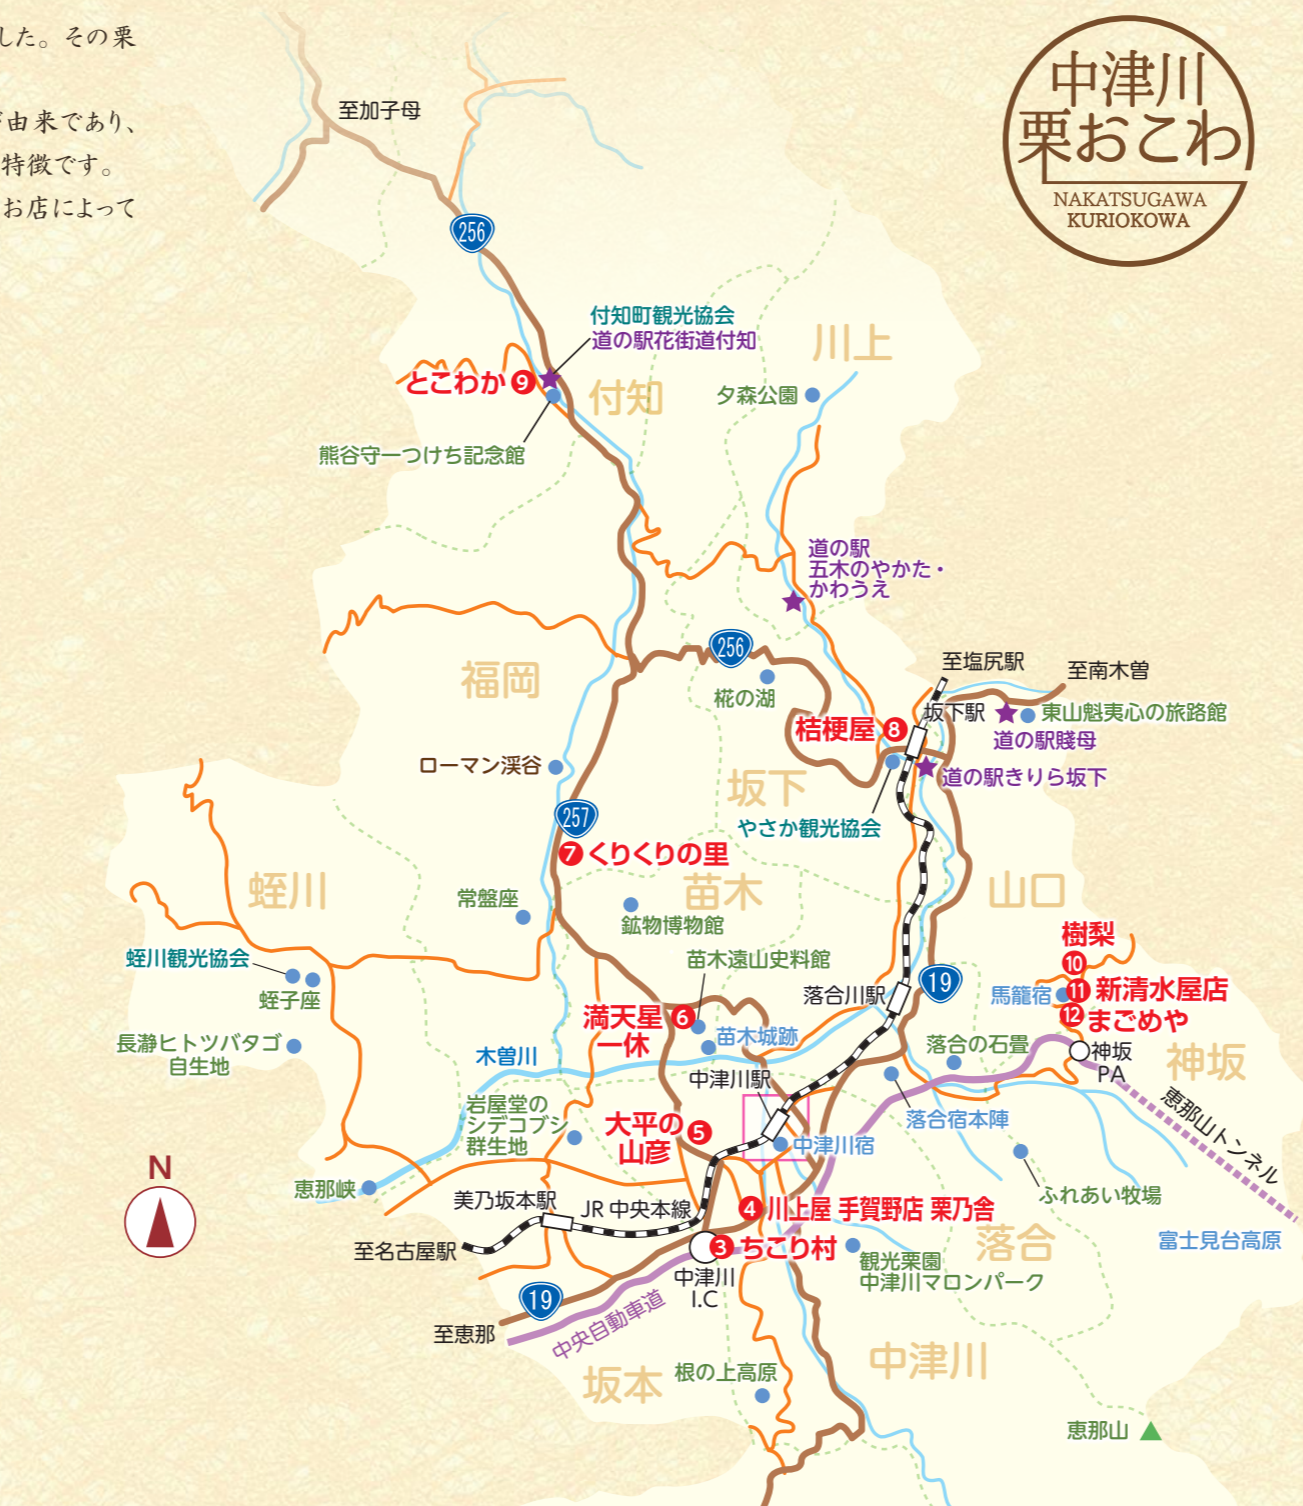 した。その栗
が由来であり、
特徴です。
お店によって
中津川
栗おこわ
NAKATSUGAWA
KURIOKOWA
至加子母
256
付知町観光協会
道の駅花街道付知
川上
とこわか 9
付知
夕森公園
熊谷守一つけち記念館
道の駅
五木のやかた・
かわうえ
256
至塩尻駅
至南木曽
福岡
椛の湖
坂下駅
東山魁夷心の旅路館
桔梗屋 8
道の駅賤母
ローマン渓谷
坂下
道の駅きりら坂下
257
やさか観光協会
7 くりくりの里
蛭川
苗木
山口
常盤座
鉱物博物館
樹梨
10
蛭川観光協会
苗木遠山史料館
19
蛭子座
落合川駅
馬籠宿
11 新清水屋店
満天星
一休
6
12 まごめや
長瀞ヒトツバタゴ
自生地
苗木城跡
落合の石畳
神坂
PA
神坂
木曽川
中津川駅
恵那山トンネル
岩屋堂の
シデコブシ
群生地
大平の
山彦
5
落合宿本陣
中津川宿
N
恵那峡
ふれあい牧場
美乃坂本駅
JR 中央本線
4 川上屋 手賀野店 栗乃舎
至名古屋駅
3 ちこり村
落合
富士見台高原
中津川
I.C
観光栗園
中津川マロンパーク
19
至恵那
中央自動車道
坂本
根の上高原
中津川
恵那山